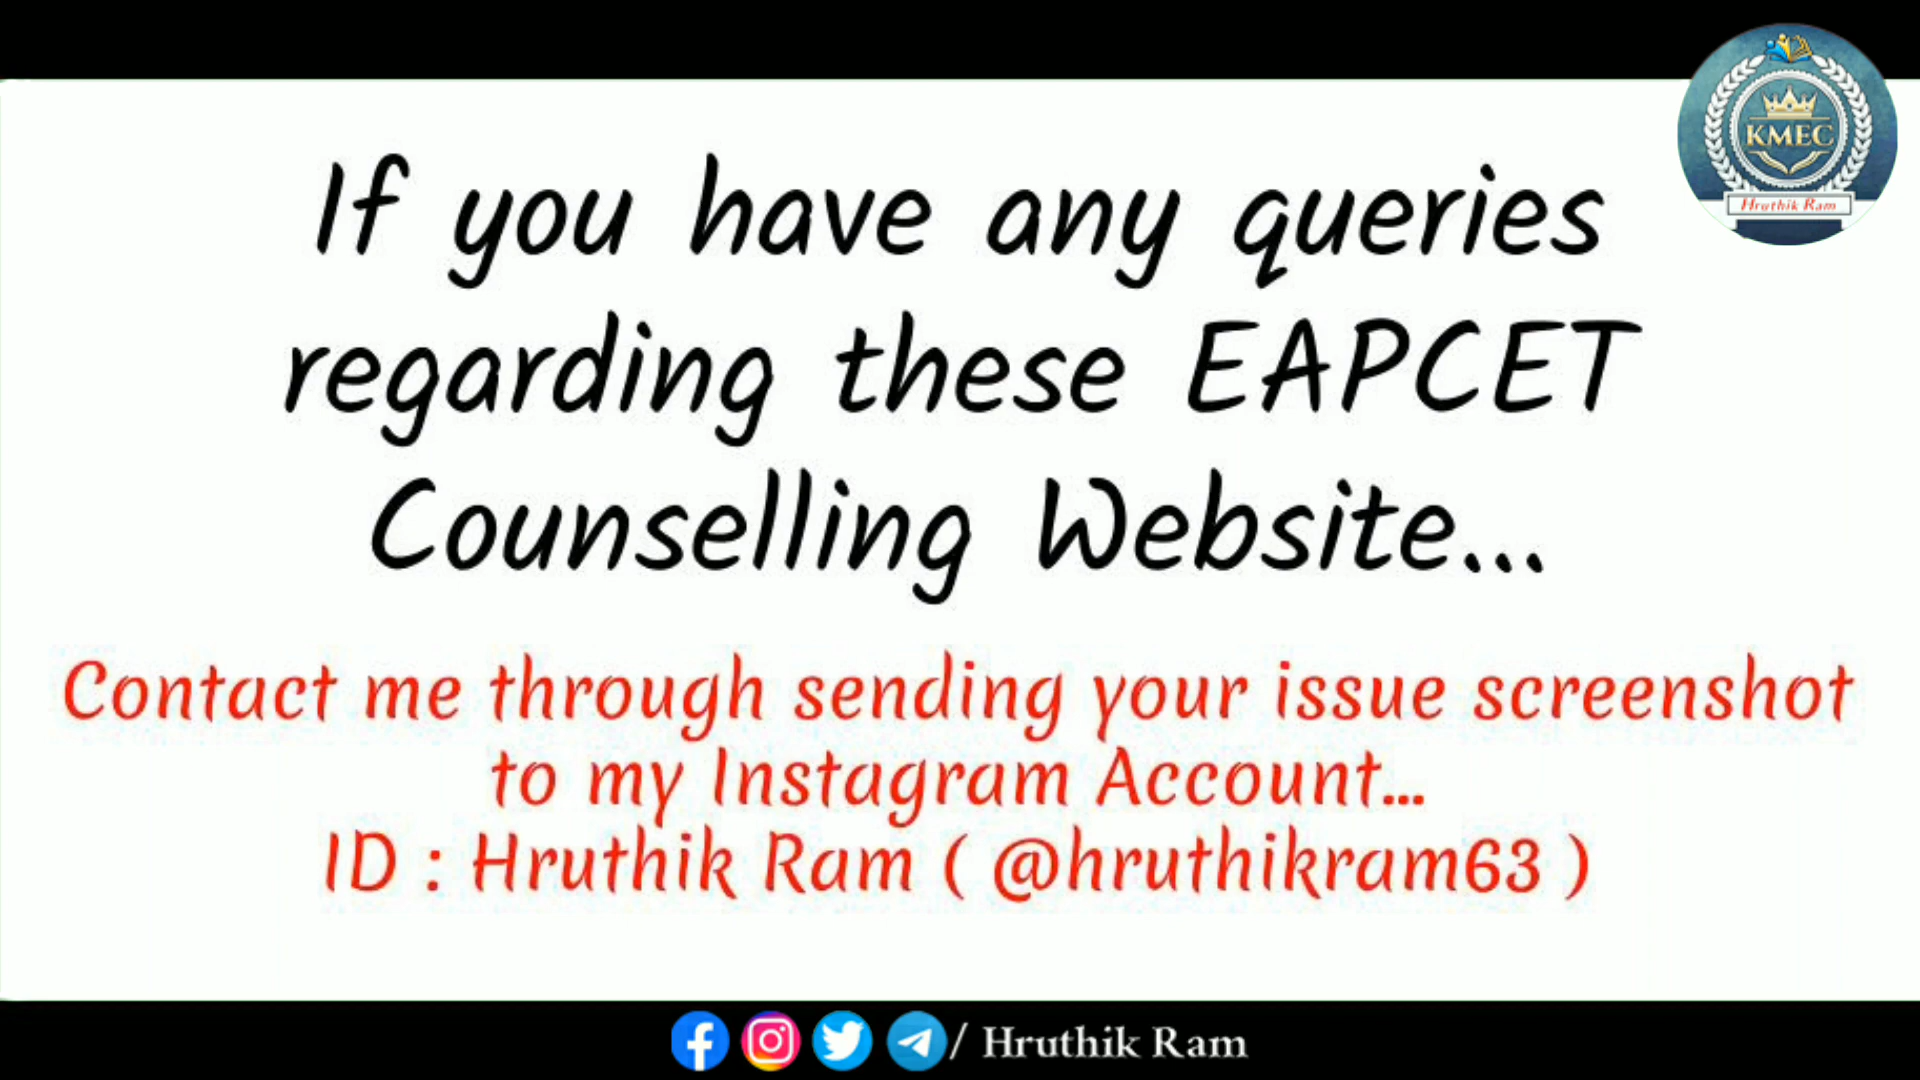 KMEC
Hruthik Ram
If you have any queries
regarding these EAPCET
Counselling Website...
Contact me through sending your issue screenshot
to my Instagram Account...
ID : Hruthik Ram ( @hruthikram63 )
/ Hruthik Ram